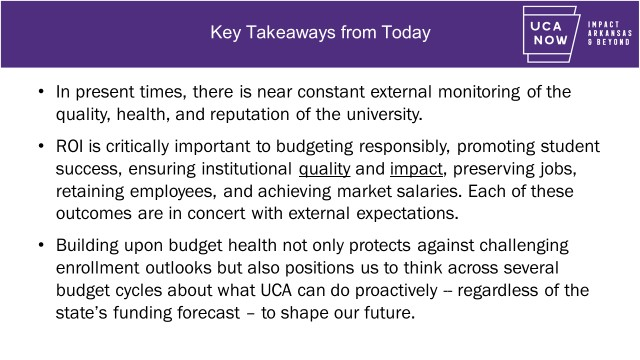 Key Takeaways from Today
UCA
NOW
IMPACT
ARKANSAS
& BEYOND
• In present times, there is near constant external monitoring of the
quality, health, and reputation of the university.
• ROI is critically important to budgeting responsibly, promoting student
success, ensuring institutional quality and impact, preserving jobs,
retaining employees, and achieving market salaries. Each of these
outcomes are in concert with external expectations.
• Building upon budget health not only protects against challenging
enrollment outlooks but also positions us to think across several
budget cycles about what UCA can do proactively -- regardless of the
state’s funding forecast – to shape our future.